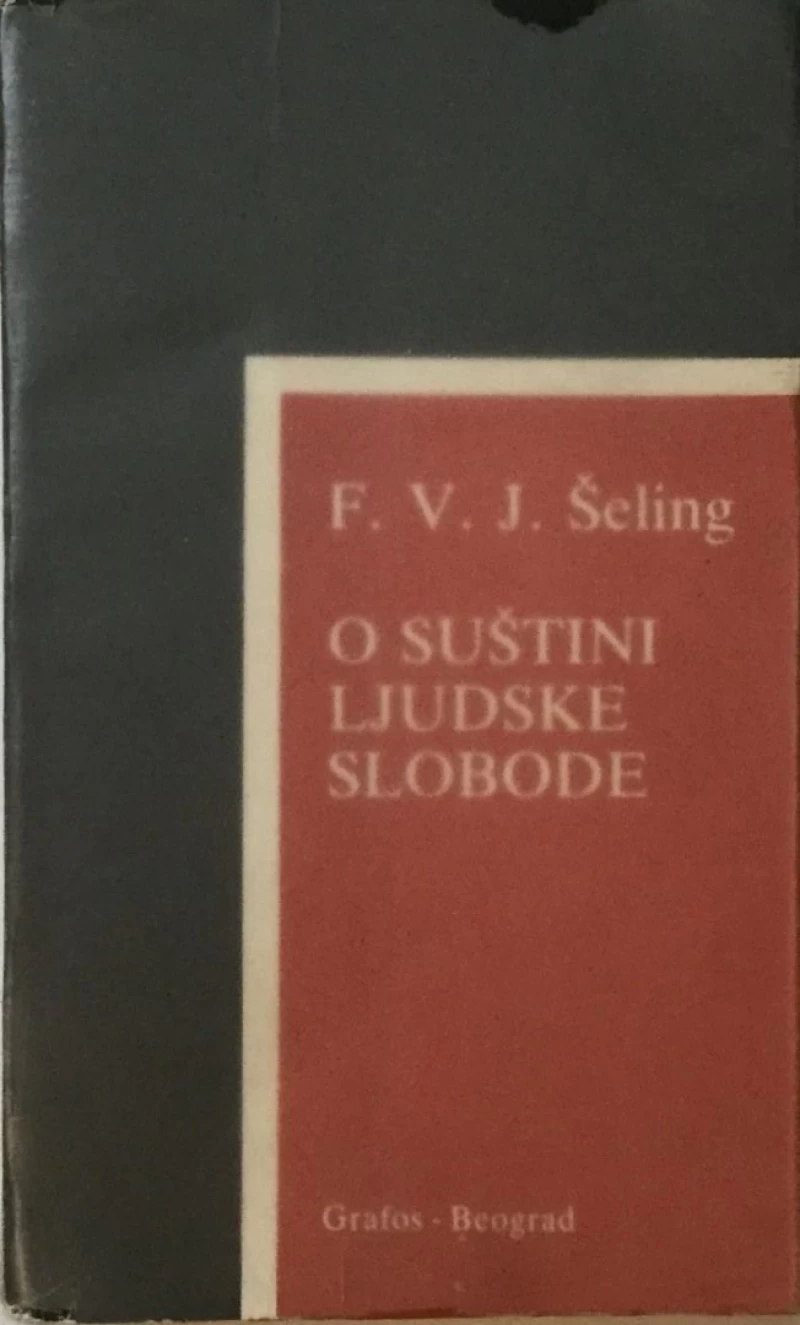 F. V. J. Šeling
O SUŠTINI
LJUDSKE
SLOBODE
Grafos - Beograd